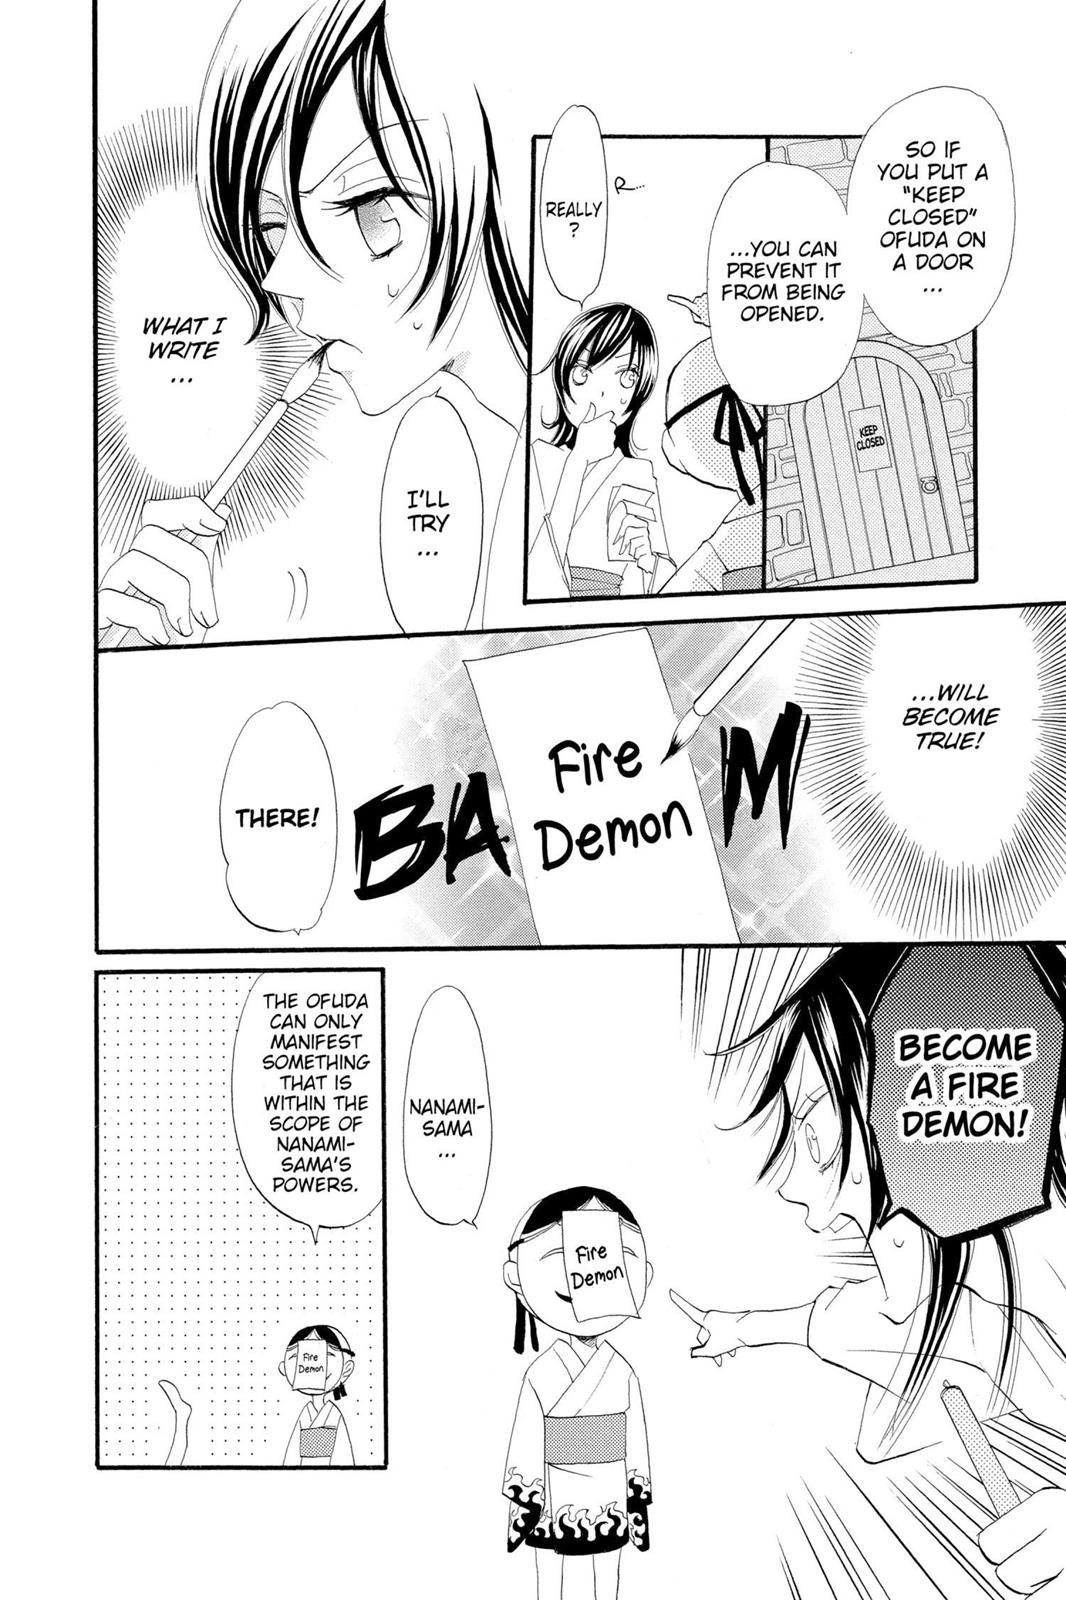 SO IF
YOU PUT A
"KEEP
CLOSED"
OFUDA ON
A DOOR
...
...YOU CAN
PREVENT IT
FROM BEING
OPENED.
KEEP
CLOSED
R...
REALLY
?
I'LL
TRY
...
WHAT I
WRITE
...
...WILL
BECOME
TRUE!
Fire
Demon
BAM
THERE!
BECOME
A FIRE
DEMON!
Fire
Demon
NANAMI-
SAMA
...
THE OFUDA
CAN ONLY
MANIFEST
SOMETHING
THAT IS
WITHIN THE
SCOPE OF
NANAMI-
SAMA'S
POWERS.
Fire
Demon